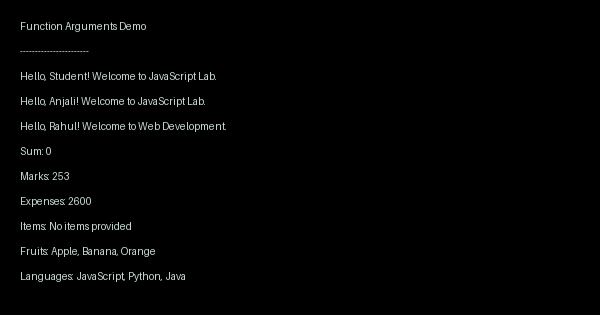 Function Arguments Demo
-----------------------
Hello, Student! Welcome to JavaScript Lab.
Hello, Anjali! Welcome to JavaScript Lab.
Hello, Rahul! Welcome to Web Development.
Sum: 0
Marks: 253
Expenses: 2600
Items: No items provided
Fruits: Apple, Banana, Orange
Languages: JavaScript, Python, Java